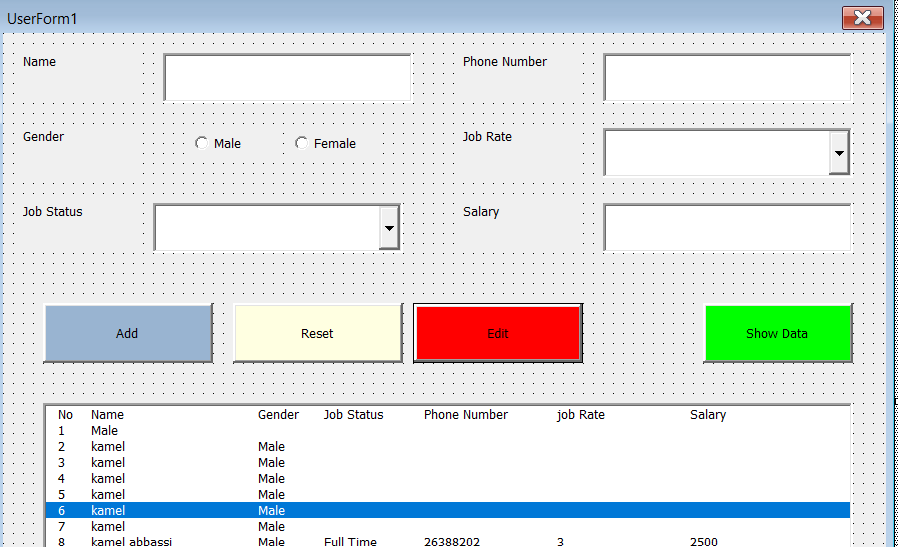 UserForm1
Name Phone Number
Gender Male Female Job Rate
Job Status Salary
Add Reset Edit Show Data
No Name Gender Job Status Phone Number job Rate Salary
1 Male
2 kamel Male
3 kamel Male
4 kamel Male
5 kamel Male
6 kamel Male
7 kamel Male
8 kamel abbassi Male Full Time 26388202 3 2500